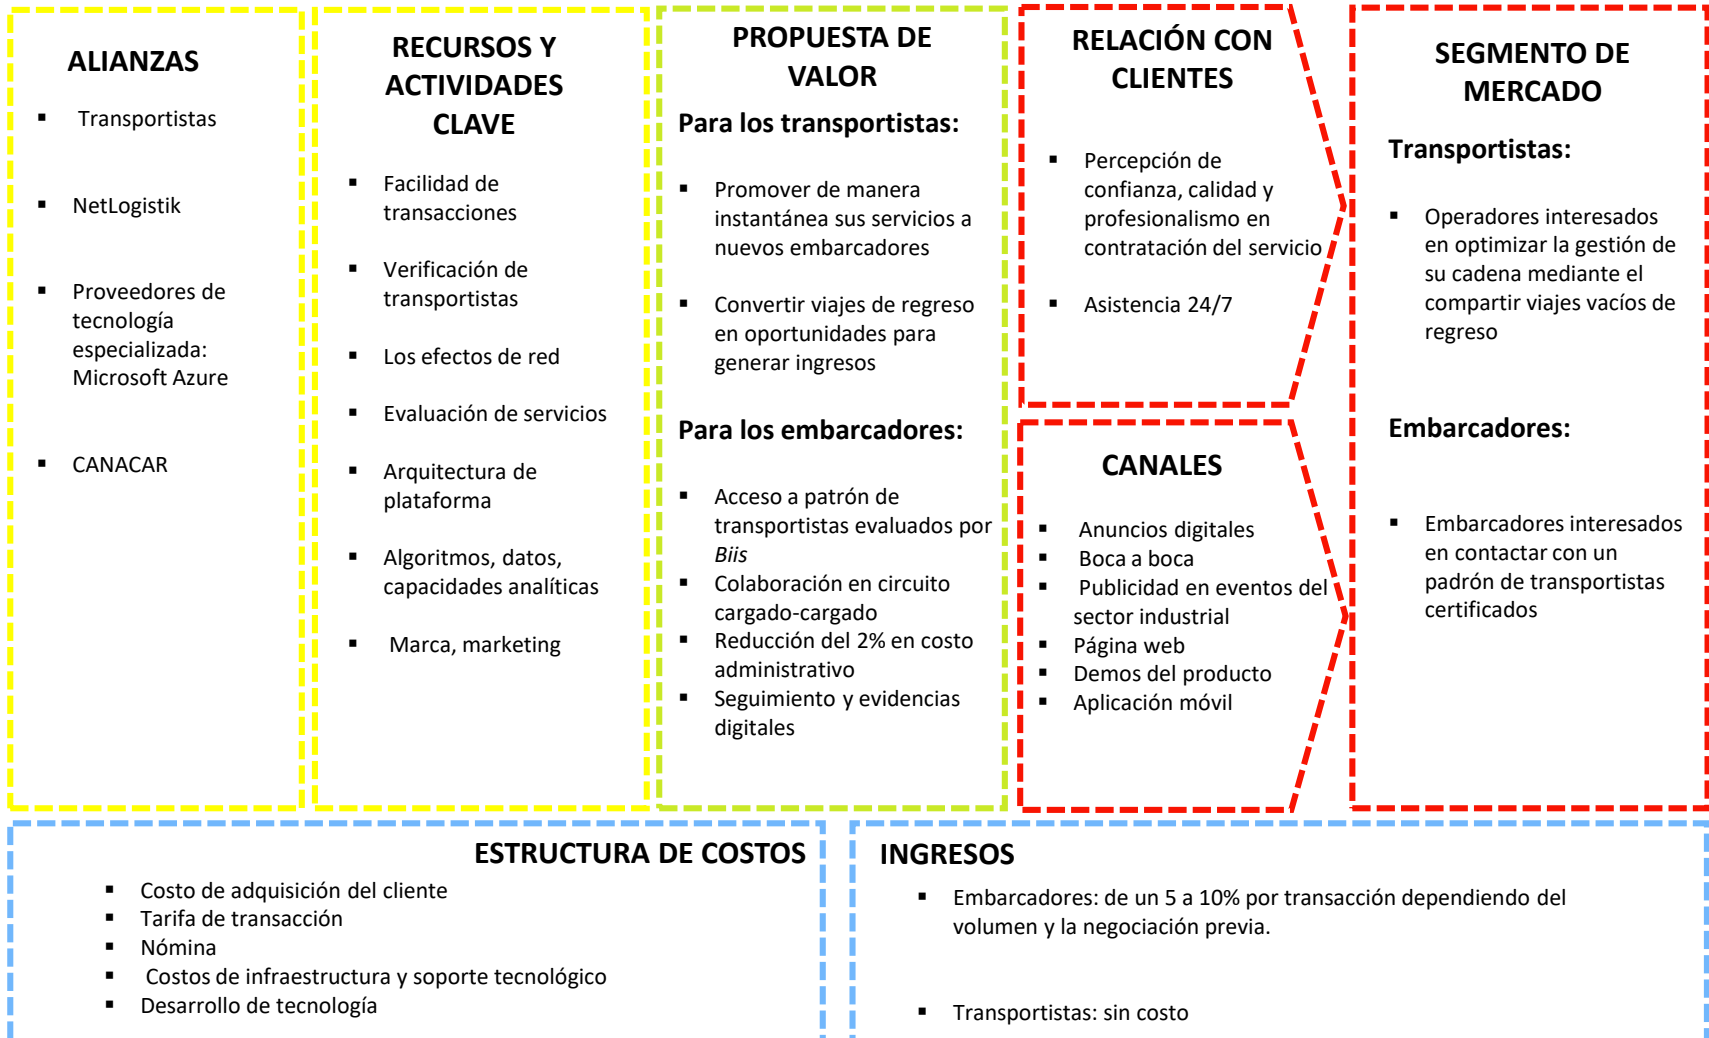 ALIANZAS
▪ Transportistas
▪ NetLogistik
▪ Proveedores de
tecnología
especializada:
Microsoft Azure
▪ CANACAR
RECURSOS Y
ACTIVIDADES
CLAVE
▪ Facilidad de
transacciones
▪ Verificación de
transportistas
▪ Los efectos de red
▪ Evaluación de servicios
▪ Arquitectura de
plataforma
▪ Algoritmos, datos,
capacidades analíticas
▪ Marca, marketing
PROPUESTA DE
VALOR
Para los transportistas:
▪ Promover de manera
instantánea sus servicios a
nuevos embarcadores
▪ Convertir viajes de regreso
en oportunidades para
generar ingresos
Para los embarcadores:
▪ Acceso a patrón de
transportistas evaluados por
Biis
▪ Colaboración en circuito
cargado-cargado
▪ Reducción del 2% en costo
administrativo
▪ Seguimiento y evidencias
digitales
RELACIÓN CON
CLIENTES
▪ Percepción de
confianza, calidad y
profesionalismo en
contratación del servicio
▪ Asistencia 24/7
CANALES
▪ Anuncios digitales
▪ Boca a boca
▪ Publicidad en eventos del
sector industrial
▪ Página web
▪ Demos del producto
▪ Aplicación móvil
SEGMENTO DE
MERCADO
Transportistas:
▪ Operadores interesados
en optimizar la gestión de
su cadena mediante el
compartir viajes vacíos de
regreso
Embarcadores:
▪ Embarcadores interesados
en contactar con un
padrón de transportistas
certificados
ESTRUCTURA DE COSTOS
▪ Costo de adquisición del cliente
▪ Tarifa de transacción
▪ Nómina
▪ Costos de infraestructura y soporte tecnológico
▪ Desarrollo de tecnología
INGRESOS
▪ Embarcadores: de un 5 a 10% por transacción dependiendo del
volumen y la negociación previa.
▪ Transportistas: sin costo